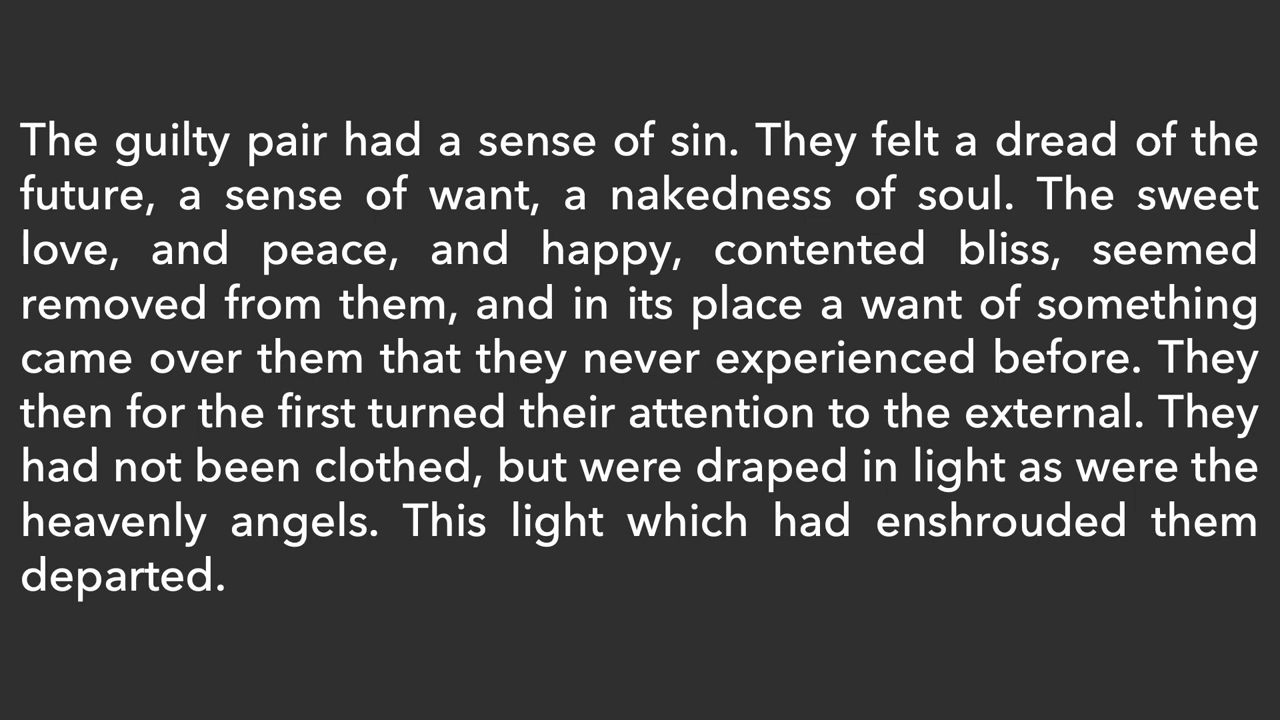 The guilty pair had a sense of sin. They felt a dread of the
future, a sense of want, a nakedness of soul. The sweet
love, and peace, and happy, contented bliss, seemed
removed from them, and in its place a want of something
came over them that they never experienced before. They
then for the first turned their attention to the external. They
had not been clothed, but were draped in light as were the
heavenly angels. This light which had enshrouded them
departed.